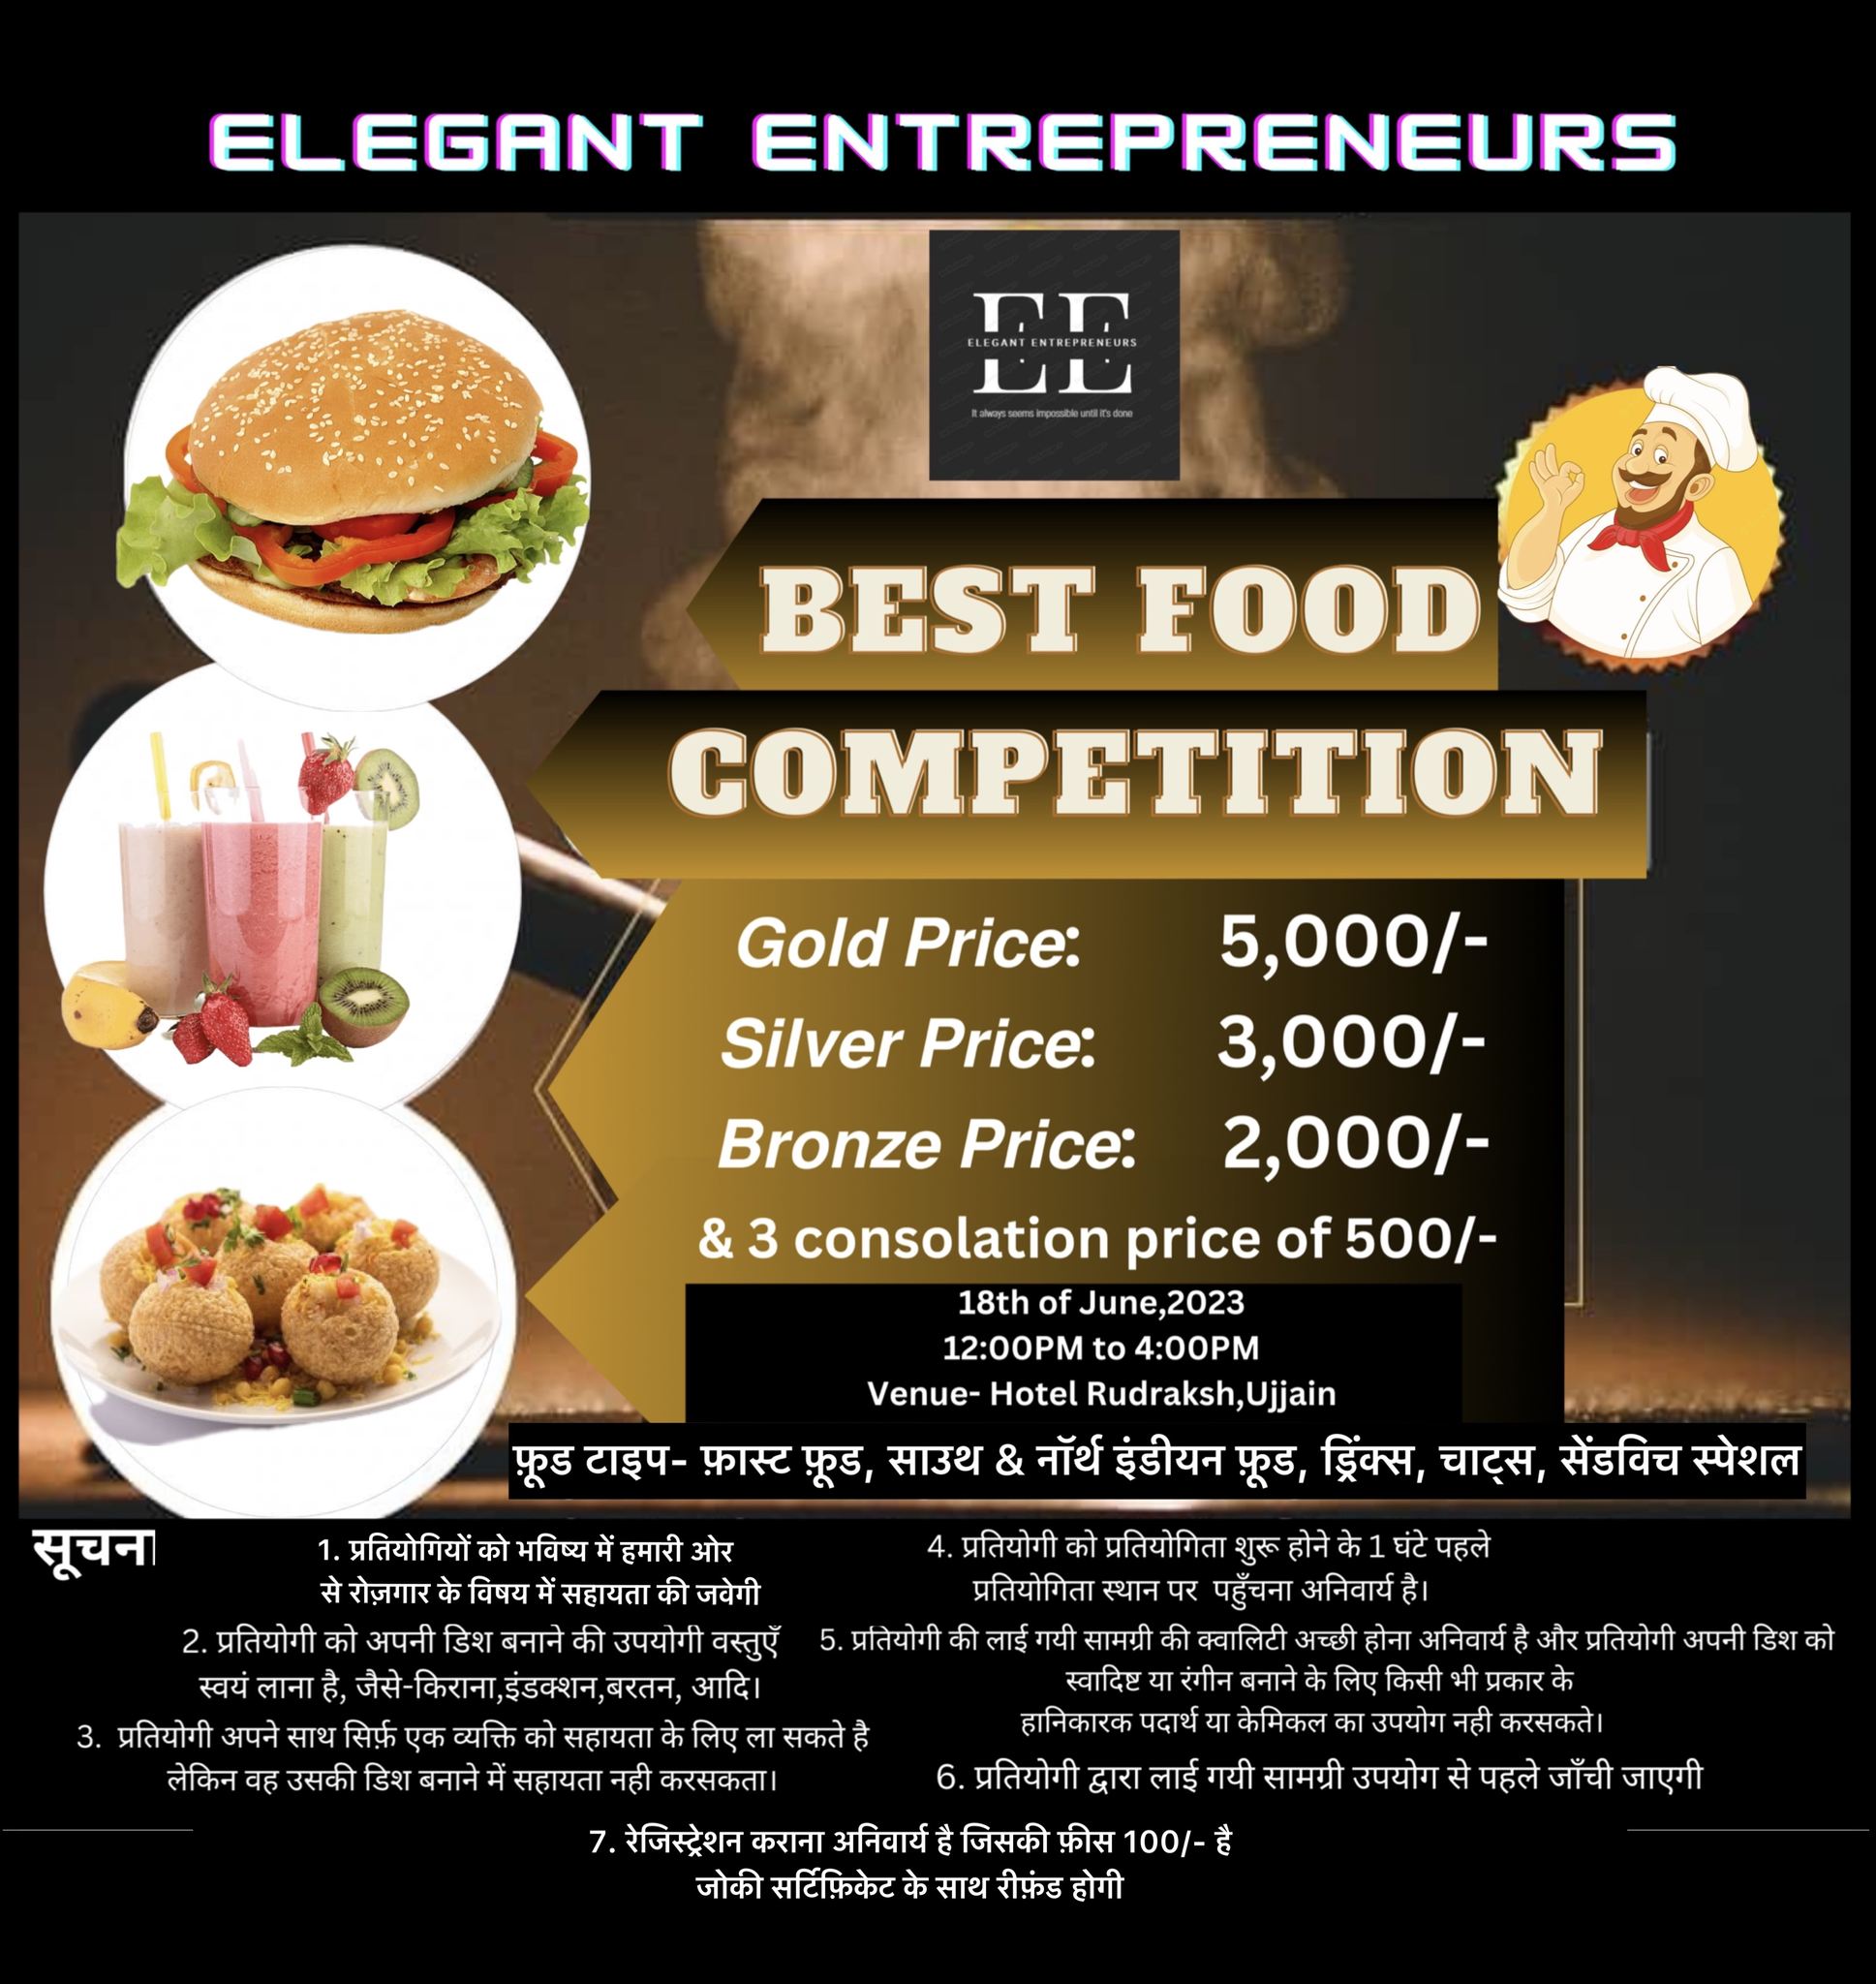 ELEGANT ENTREPRENEURS
EE
ELEGANT ENTREPRENEURS
It always seems impossible until it's done
BEST FOOD
COMPETITION
Gold Price: 5,000/-
Silver Price: 3,000/-
Bronze Price: 2,000/-
& 3 consolation price of 500/-
18th of June,2023
12:00PM to 4:00PM
Venue- Hotel Rudraksh,Ujjain
फ़ूड टाइप- फ़ास्ट फ़ूड, साउथ & नॉर्थ इंडीयन फ़ूड, ड्रिंक्स, चाट्स, सेंडविच स्पेशल
सूचना
1. प्रतियोगियों को भविष्य में हमारी ओर
से रोज़गार के विषय में सहायता की जवेगी
2. प्रतियोगी को अपनी डिश बनाने की उपयोगी वस्तुएँ
स्वयं लाना है, जैसे-किराना,इंडक्शन,बरतन, आदि।
3. प्रतियोगी अपने साथ सिर्फ़ एक व्यक्ति को सहायता के लिए ला सकते है
लेकिन वह उसकी डिश बनाने में सहायता नही करसकता।
4. प्रतियोगी को प्रतियोगिता शुरू होने के 1 घंटे पहले
प्रतियोगिता स्थान पर पहुँचना अनिवार्य है।
5. प्रतियोगी की लाई गयी सामग्री की क्वालिटी अच्छी होना अनिवार्य है और प्रतियोगी अपनी डिश को
स्वादिष्ट या रंगीन बनाने के लिए किसी भी प्रकार के
हानिकारक पदार्थ या केमिकल का उपयोग नही करसकते।
6. प्रतियोगी द्वारा लाई गयी सामग्री उपयोग से पहले जाँची जाएगी
7. रेजिस्ट्रेशन कराना अनिवार्य है जिसकी फ़ीस 100/- है
जोकी सर्टिफ़िकेट के साथ रीफ़ंड होगी